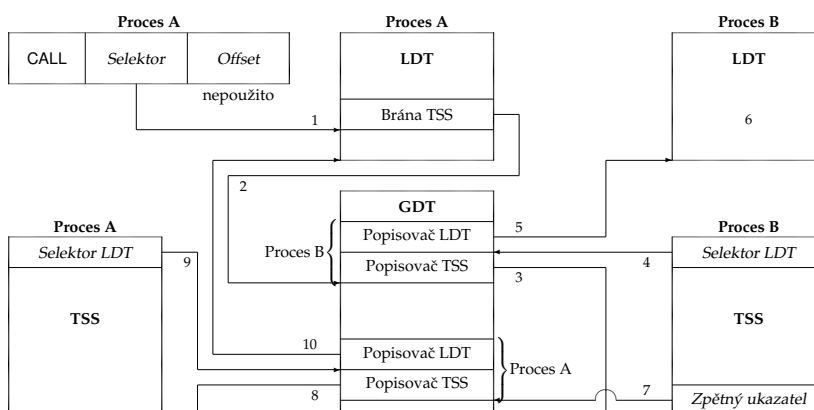 Proces A
CALL Selektor Offset
nepoužito
Proces A
LDT
Brána TSS
Proces B
LDT
6
1
2
GDT
Proces B
Popisovač LDT
Popisovač TSS
5
3
4
Proces A
Selektor LDT
TSS
9
Proces B
Selektor LDT
TSS
Zpětný ukazatel
10
Popisovač LDT
Popisovač TSS
Proces A
8
7